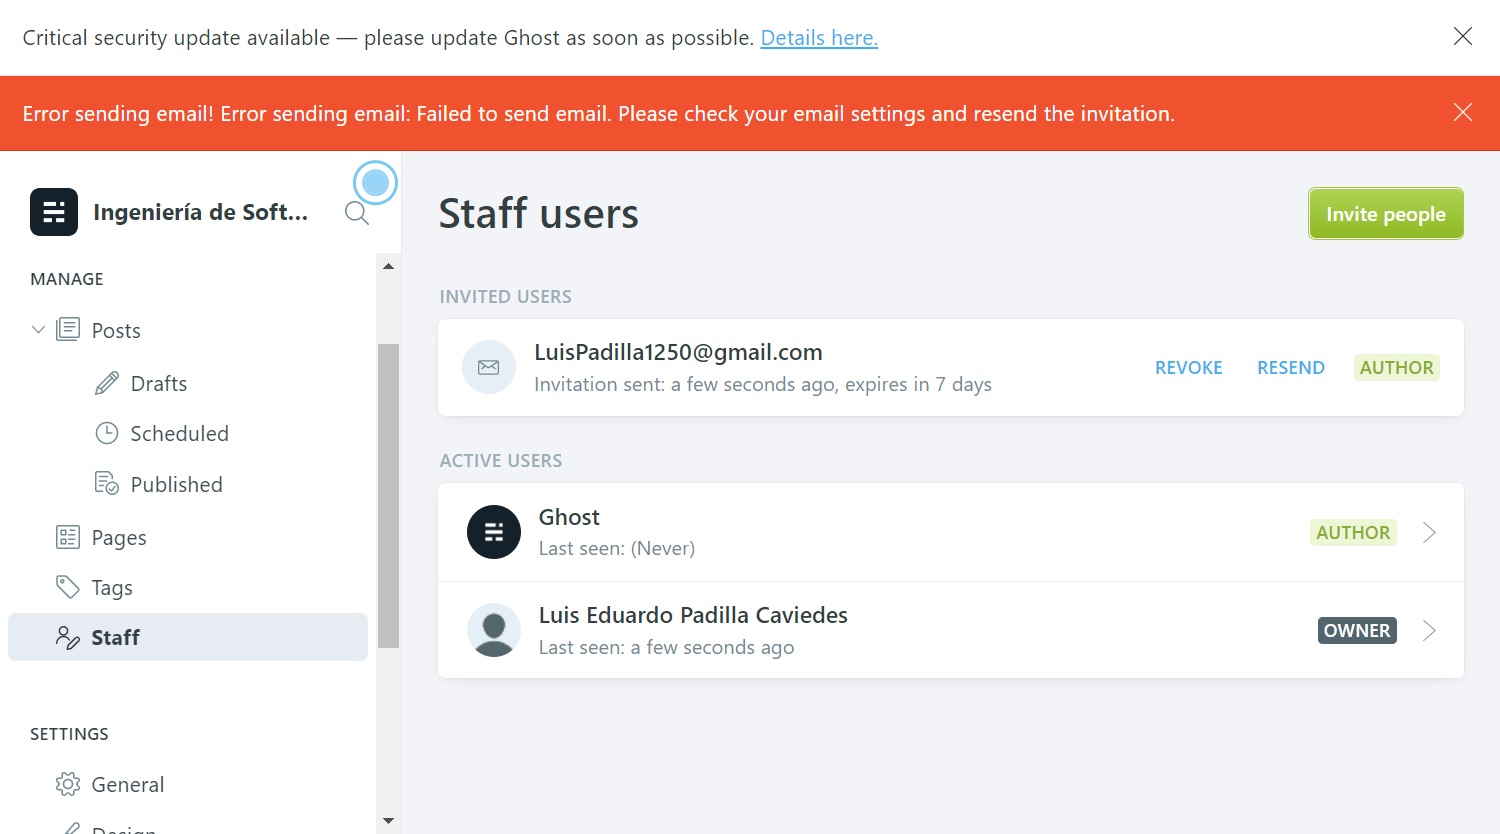 Critical security update available — please update Ghost as soon as possible. Details here.
Error sending email! Error sending email: Failed to send email. Please check your email settings and resend the invitation.
Ingeniería de Soft...
MANAGE
Posts
Drafts
Scheduled
Published
Pages
Tags
Staff
SETTINGS
General
Design
Staff users
Invite people
INVITED USERS
LuisPadilla1250@gmail.com
Invitation sent: a few seconds ago, expires in 7 days
REVOKE RESEND AUTHOR
ACTIVE USERS
Ghost
Last seen: (Never)
AUTHOR
Luis Eduardo Padilla Caviedes
Last seen: a few seconds ago
OWNER